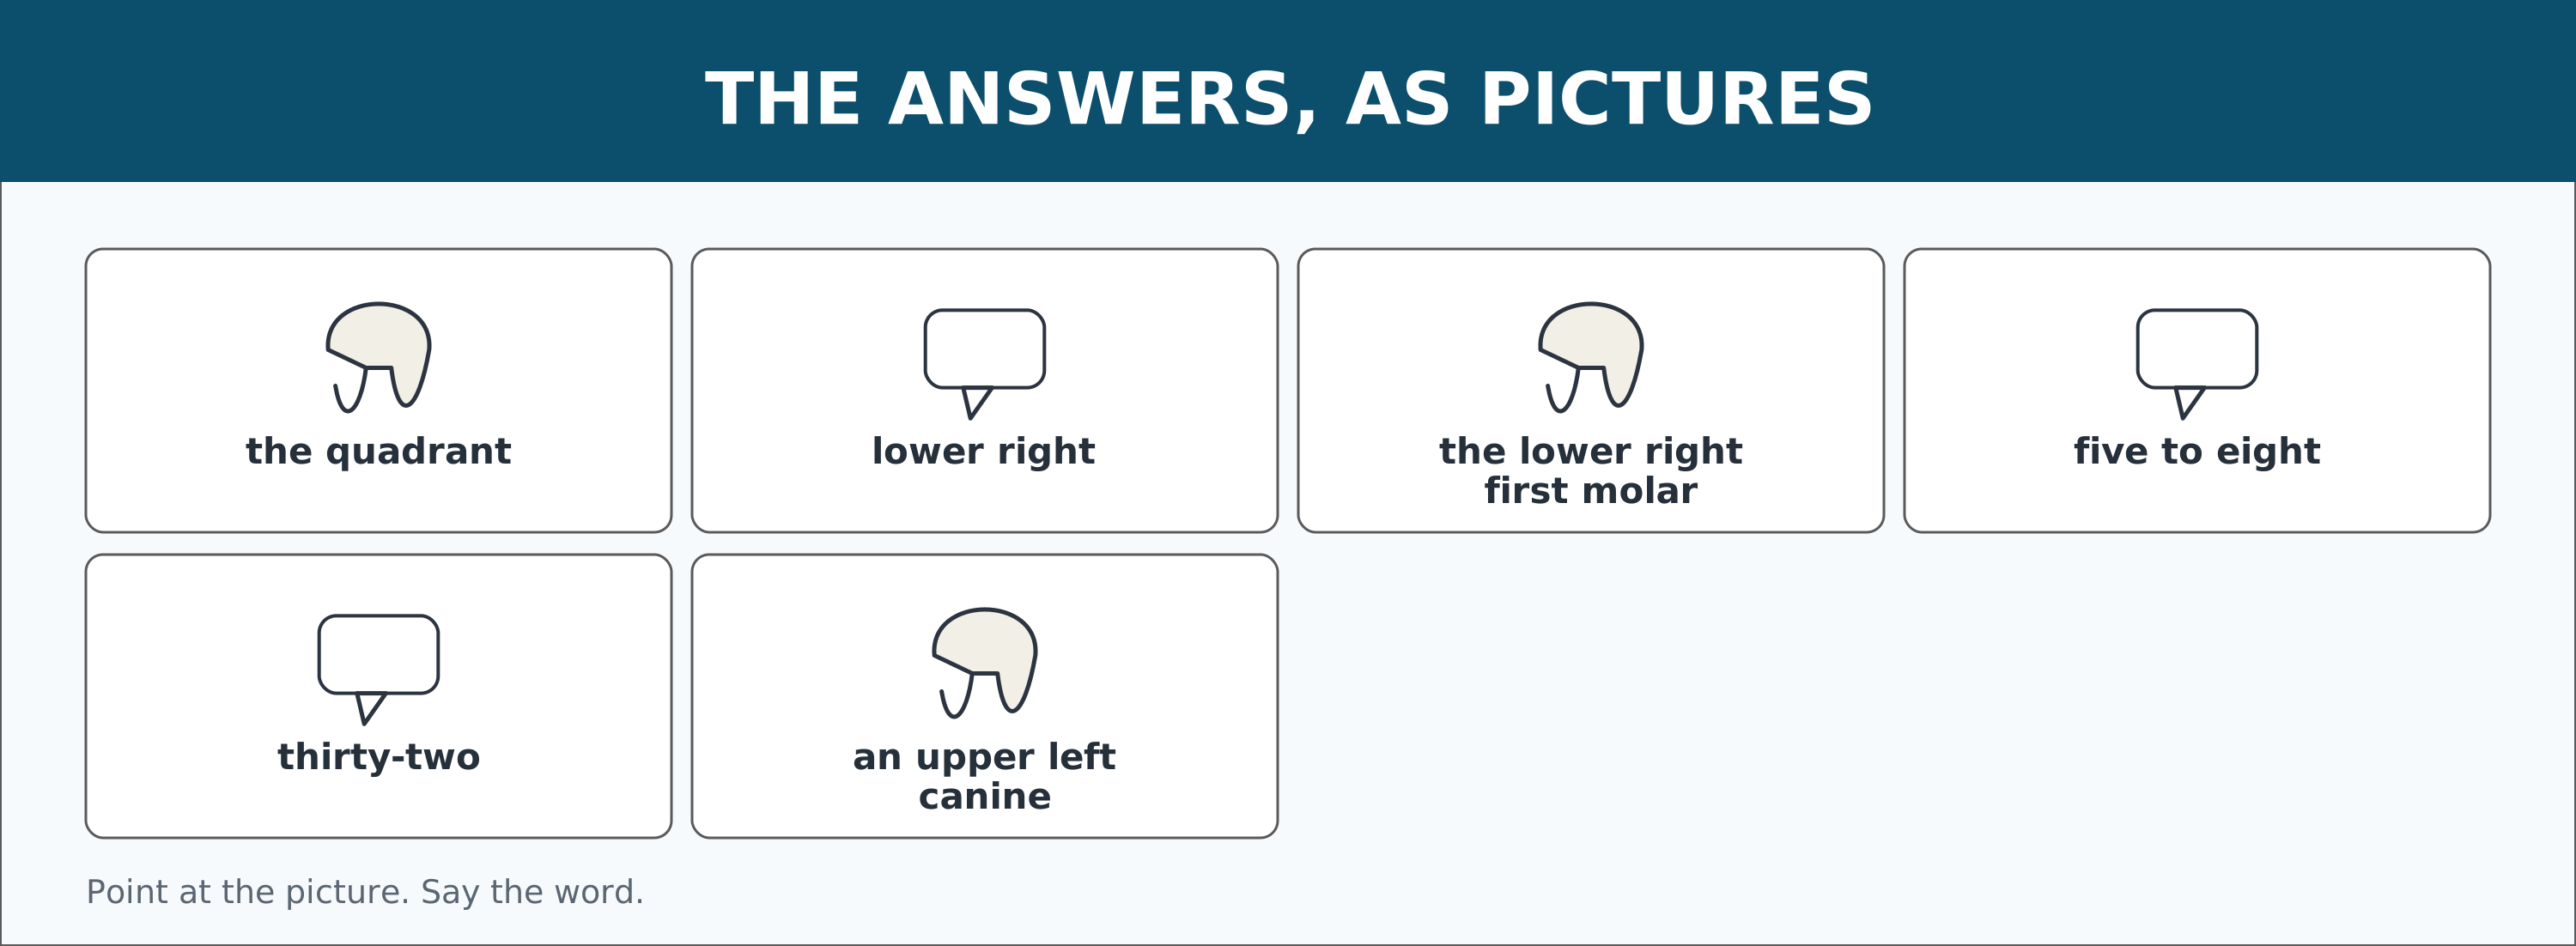 THE ANSWERS, AS PICTURES
the quadrant
lower right
the lower right
first molar
five to eight
thirty-two
an upper left
canine
Point at the picture. Say the word.